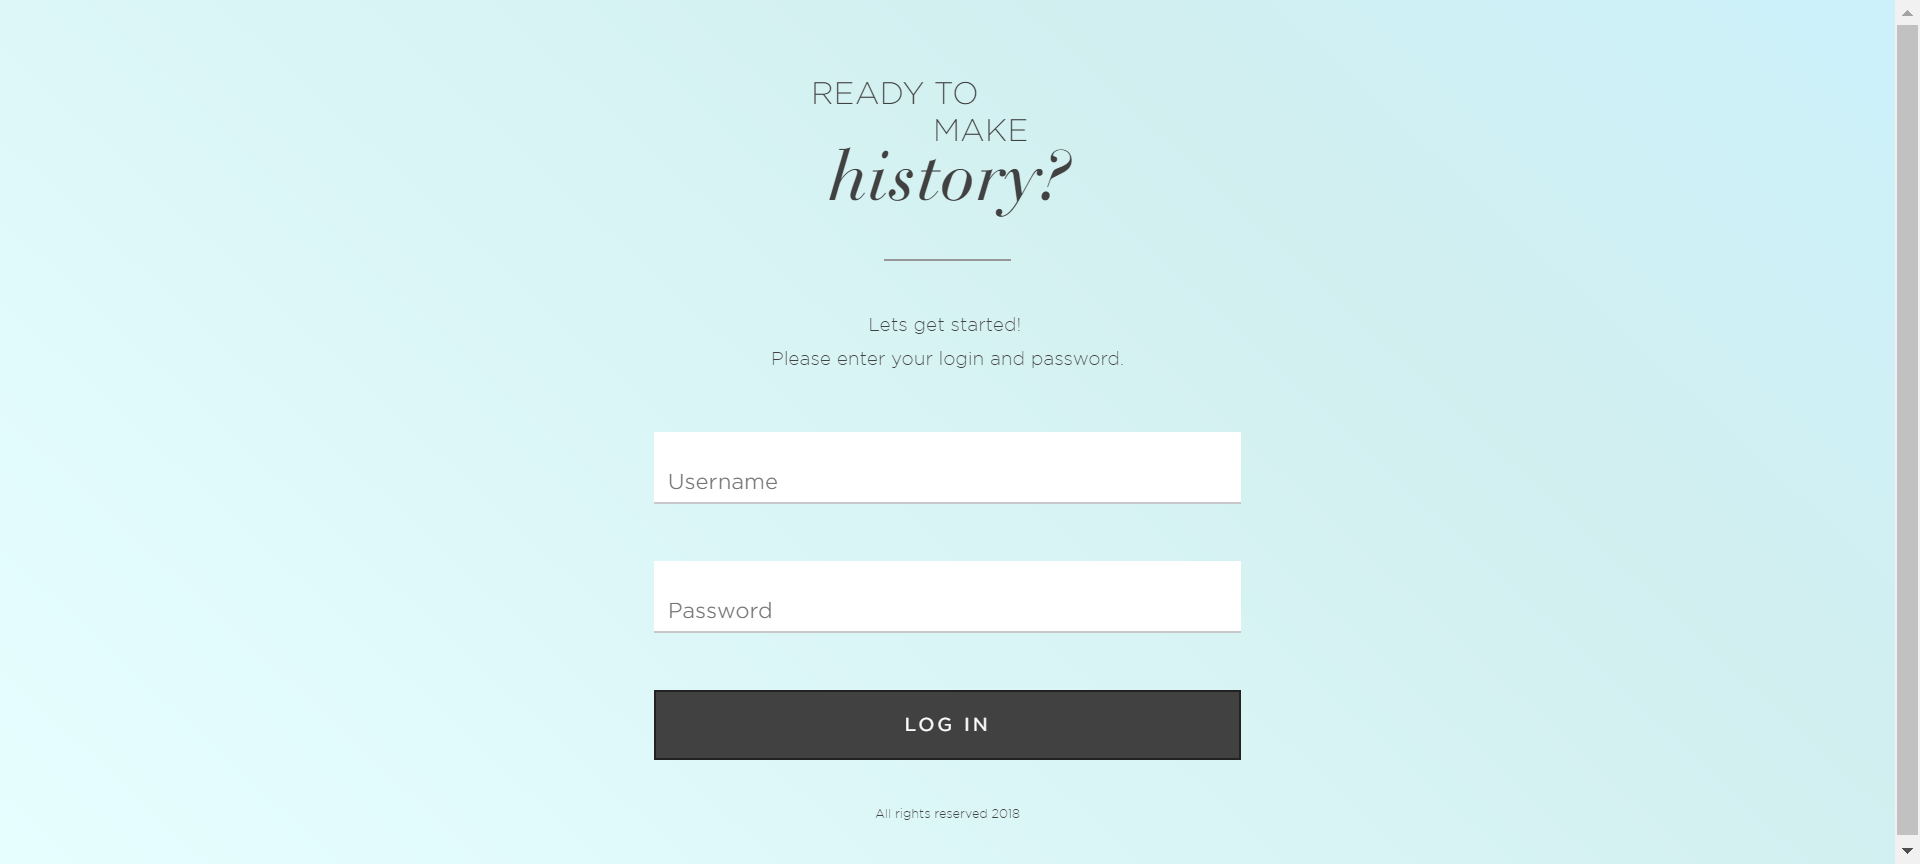 READY TO
MAKE
history?
Lets get started!
Please enter your login and password.
Username
Password
LOG IN
All rights reserved 2018